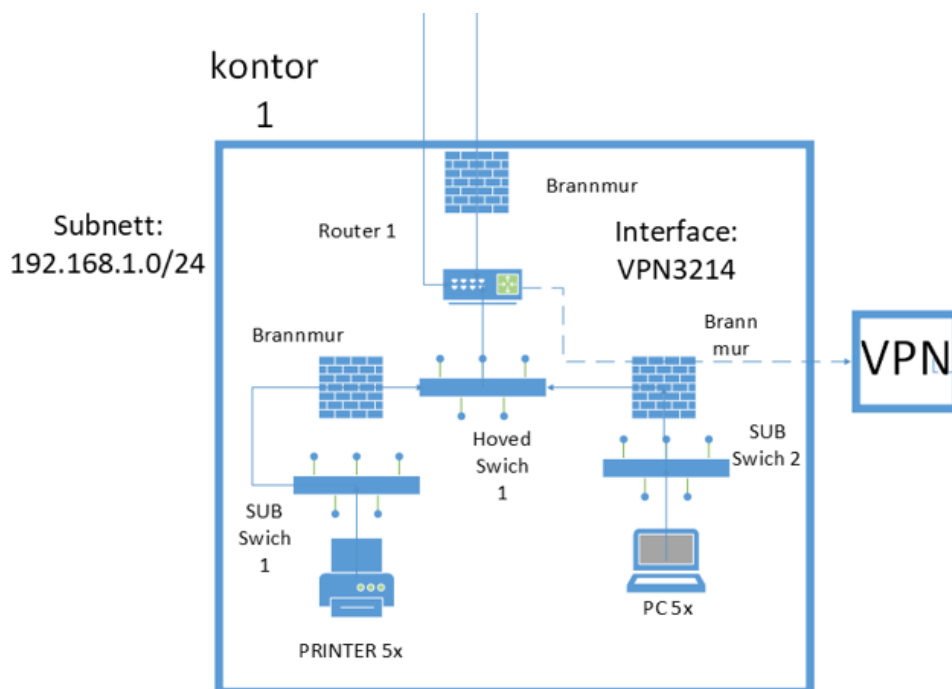 kontor
1
Brannmur
Subnett:
192.168.1.0/24
Router 1
Interface:
VPN3214
Brannmur
Brann
mur
VPN
Hoved
Swich
1
SUB
Swich 2
SUB
Swich
1
PC 5x
PRINTER 5x